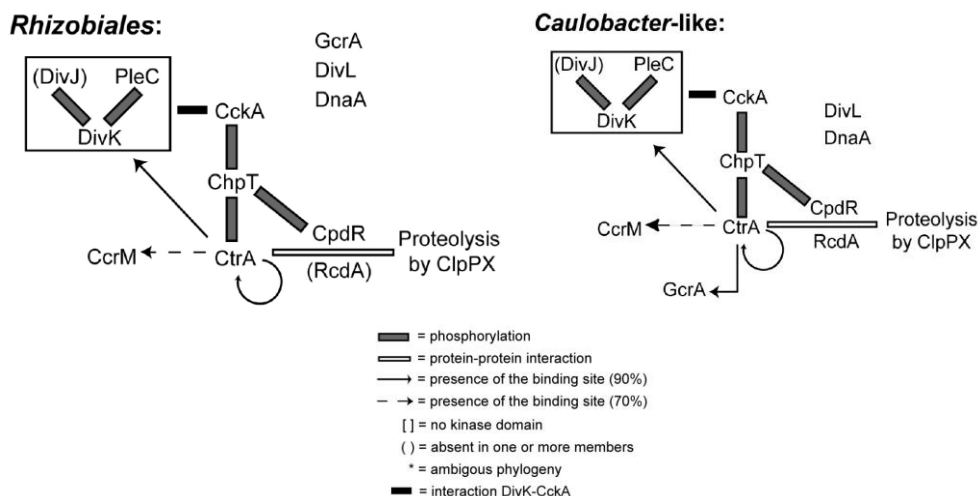 Rhizobiales:
(DivJ) PleC
DivK
CckA
GcrA
DivL
DnaA
ChpT
CpdR
CcrM
CtrA
(RcdA)
Proteolysis
by ClpPX
Caulobacter-like:
(DivJ) PleC
DivK
CckA
DivL
DnaA
ChpT
CpdR
CcrM
CtrA
RcdA
Proteolysis
by ClpPX
GcrA
= phosphorylation
= protein-protein interaction
= presence of the binding site (90%)
= presence of the binding site (70%)
[ ] = no kinase domain
( ) = absent in one or more members
* = ambigous phylogeny
= interaction DivK-CckA